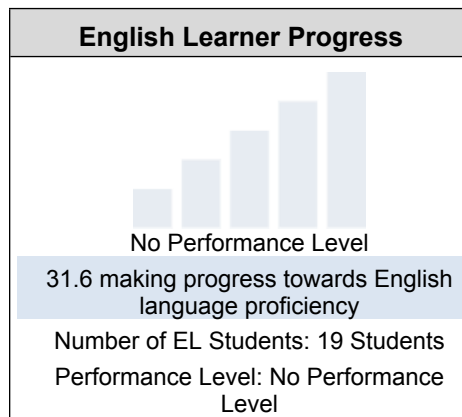 English Learner Progress
No Performance Level
31.6 making progress towards English
language proficiency
Number of EL Students: 19 Students
Performance Level: No Performance
Level